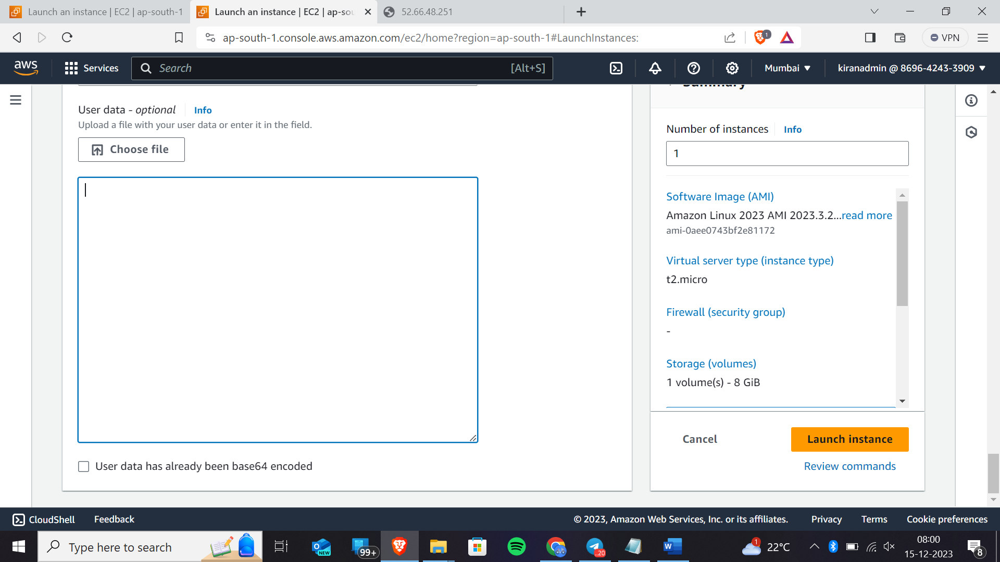 Launch an instance | EC2 | ap-south-1
Launch an instance | EC2 | ap-sou
52.66.48.251
ap-south-1.console.aws.amazon.com/ec2/home?region=ap-south-1#LaunchInstances:
1
VPN
aws
Services
Search
[Alt+S]
Mumbai
kiranadmin @ 8696-4243-3909
Summary
User data - optional
Info
Upload a file with your user data or enter it in the field.
Choose file
User data has already been base64 encoded
Number of instances
Info
1
Software Image (AMI)
Amazon Linux 2023 AMI 2023.3.2...read more
ami-0aee0743bf2e81172
Virtual server type (instance type)
t2.micro
Firewall (security group)
-
Storage (volumes)
1 volume(s) - 8 GiB
Cancel
Launch instance
Review commands
CloudShell
Feedback
© 2023, Amazon Web Services, Inc. or its affiliates.
Privacy
Terms
Cookie preferences
Type here to search
O
NEW
99+
..20
W
1
22°C
08:00
15-12-2023
8